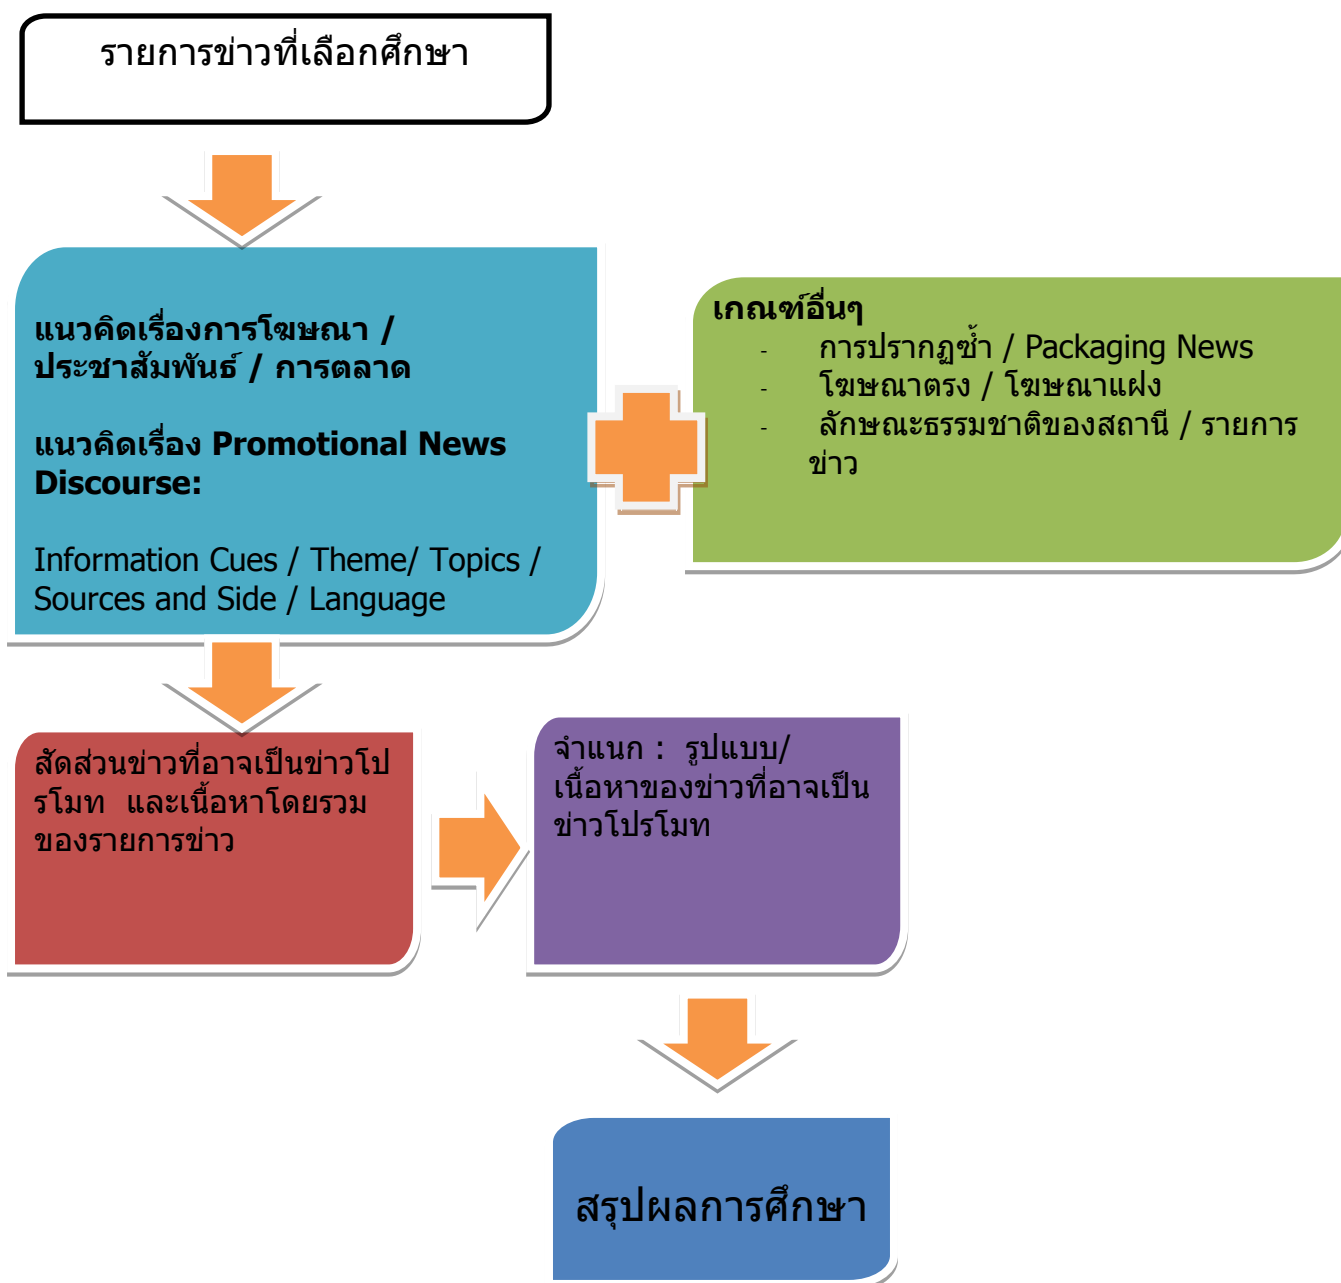 รายการข่าวที่เลือกศึกษา
แนวคิดเรื่องการโฆษณา /
ประชาสัมพันธ์ / การตลาด
แนวคิดเรื่อง Promotional News
Discourse:
Information Cues / Theme/ Topics /
Sources and Side / Language
เกณฑ์อื่นๆ
- การปรากฏซ้ำ / Packaging News
- โฆษณาตรง / โฆษณาแฝง
- ลักษณะธรรมชาติของสถานี / รายการ
ข่าว
สัดส่วนข่าวที่อาจเป็นข่าวโป
รโมท และเนื้อหาโดยรวม
ของรายการข่าว
จำแนก : รูปแบบ/
เนื้อหาของข่าวที่อาจเป็น
ข่าวโปรโมท
สรุปผลการศึกษา